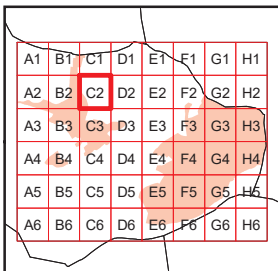 A1 B1 C1 D1 E1 F1 G1 H1
A2 B2 C2 D2 E2 F2 G2 H2
A3 B3 C3 D3 E3 F3 G3 H3
A4 B4 C4 D4 E4 F4 G4 H4
A5 B5 C5 D5 E5 F5 G5 H5
A6 B6 C6 D6 E6 F6 G6 H6